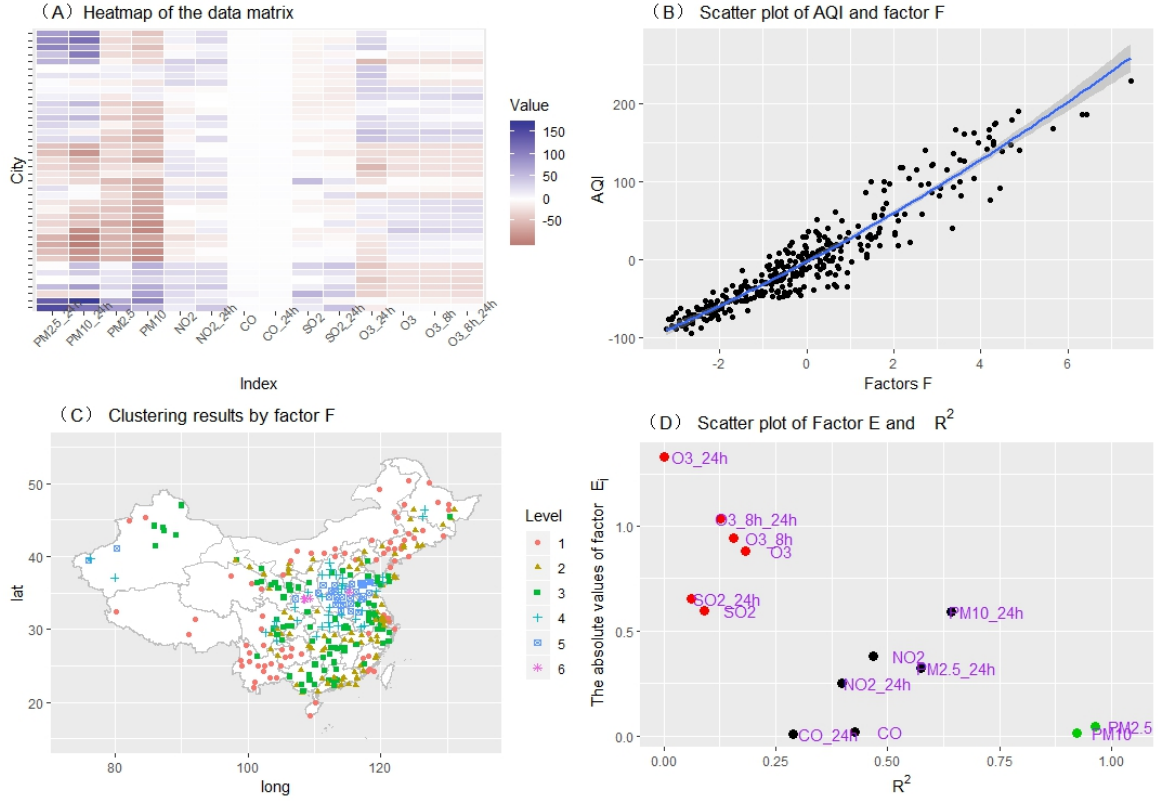 (A) Heatmap of the data matrix
City
PM2.5_24h
PM10_24h
PM2.5
PM10
NO2
NO2_24h
CO
CO_24h
SO2
SO2_24h
O3_24h
O3
O3_8h
O3_8h_24h
Index
Value
150
100
50
0
-50
(B) Scatter plot of AQI and factor F
AQI
200
100
0
-100
-2 0 2 4 6
Factors F
(C) Clustering results by factor F
lat
50
40
30
20
80 100 120
long
Level
1
2
3
4
5
6
(D) Scatter plot of Factor E and R²
The absolute values of factor Eᵢ
1.0
0.5
0.0
O3_24h
O3_8h_24h
O3_8h
O3
SO2_24h
SO2
PM10_24h
NO2
PM2.5_24h
NO2_24h
CO_24h
CO
PM2.5
PM10
0.00 0.25 0.50 0.75 1.00
R²